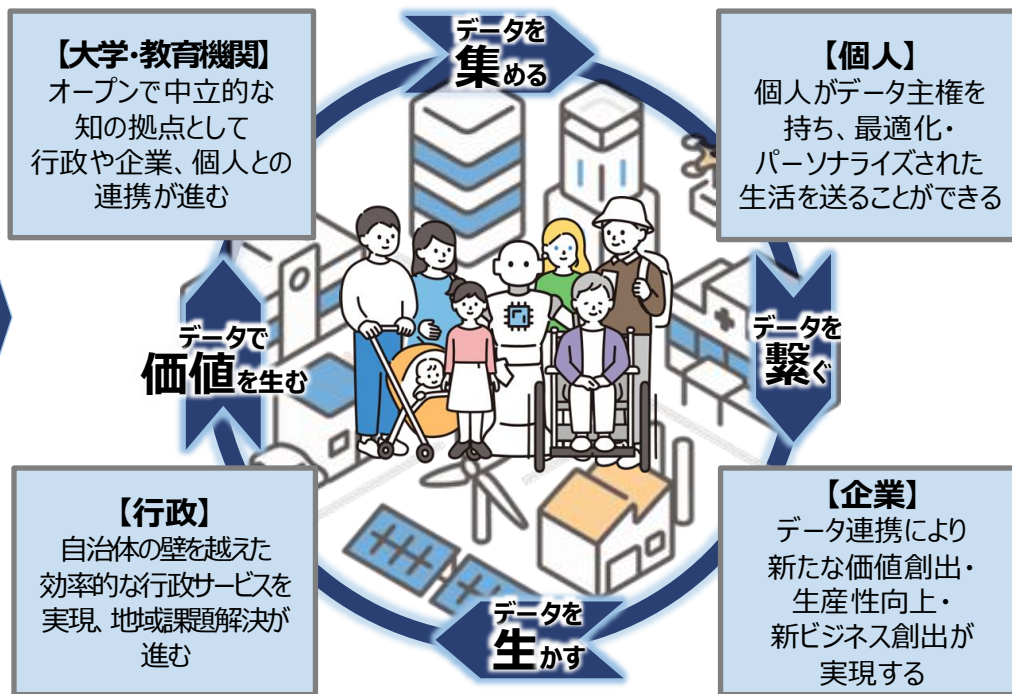 データを
集める
【大学・教育機関】
オープンで中立的な
知の拠点として
行政や企業、個人との
連携が進む
【個人】
個人がデータ主権を
持ち、最適化・
パーソナライズされた
生活を送ることができる
データで
価値を生む
データを
繋ぐ
【行政】
自治体の壁を越えた
効率的な行政サービスを
実現、地域課題解決が
進む
【企業】
データ連携により
新たな価値創出・
生産性向上・
新ビジネス創出が
実現する
データを
生かす